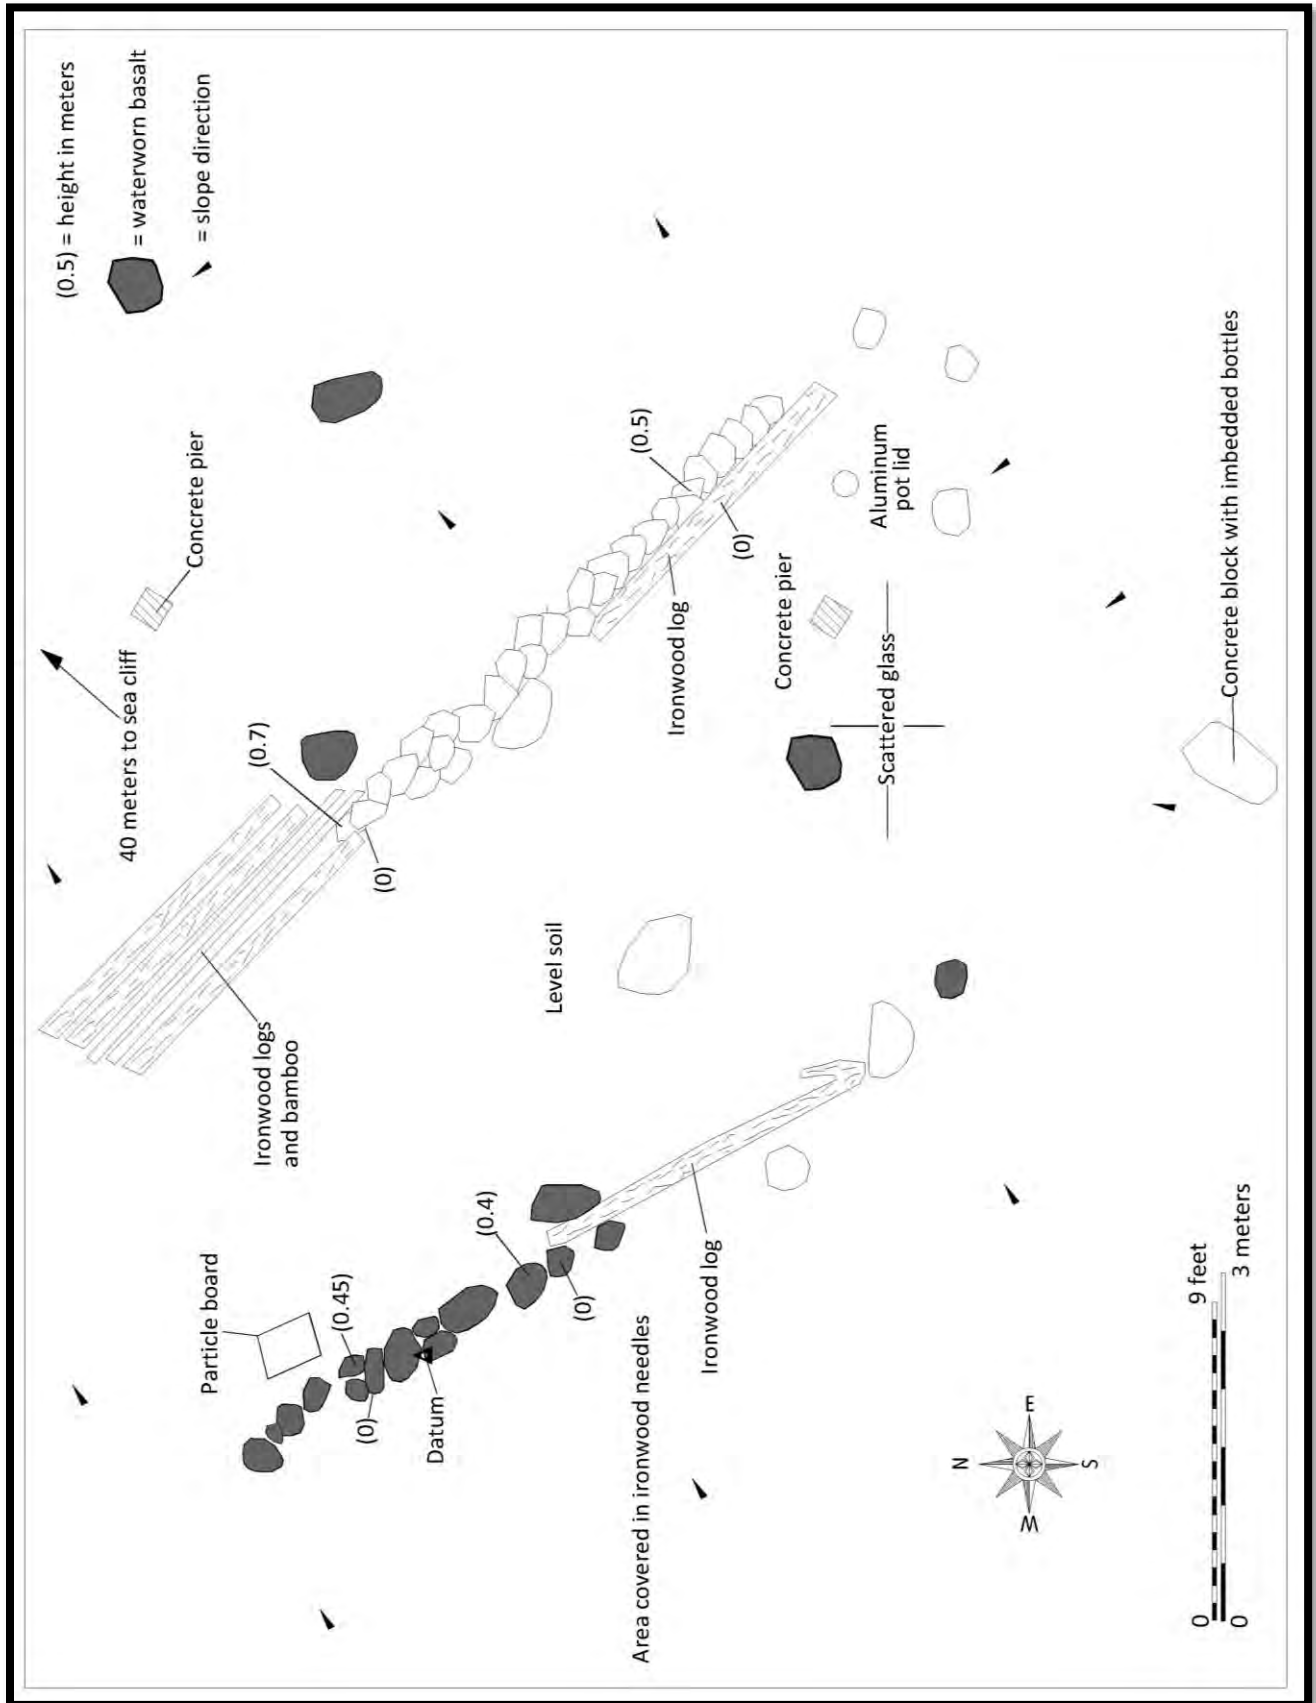 (0.5) = height in meters
= waterworn basalt
= slope direction
Concrete pier
40 meters to sea cliff
(0.7)
(0)
Ironwood logs
and bamboo
(0.5)
(0)
Ironwood log
Concrete pier
Aluminum
pot lid
Scattered glass
Concrete block with imbedded bottles
Level soil
Particle board
(0.45)
(0)
Datum
(0.4)
(0)
Ironwood log
Area covered in ironwood needles
N
E
S
W
0
9 feet
0
3 meters